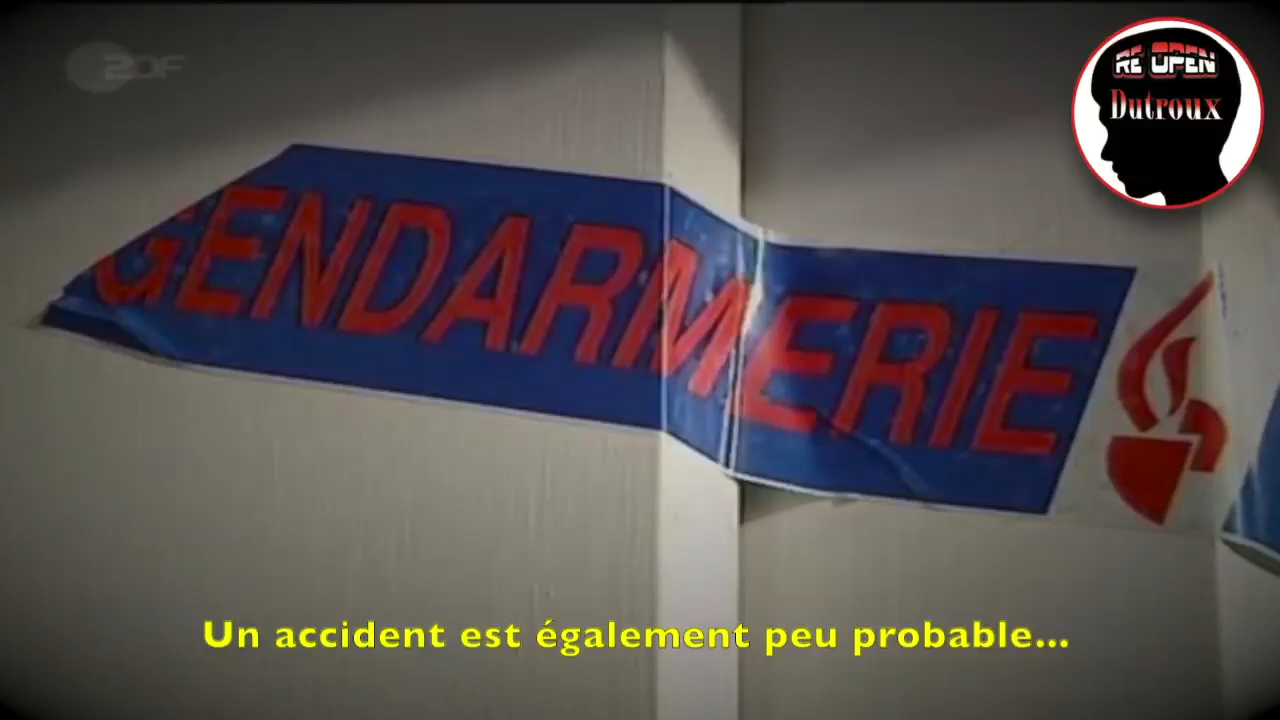 ZDF
RE OPEN
Dutroux
GENDARMERIE
Un accident est également peu probable...